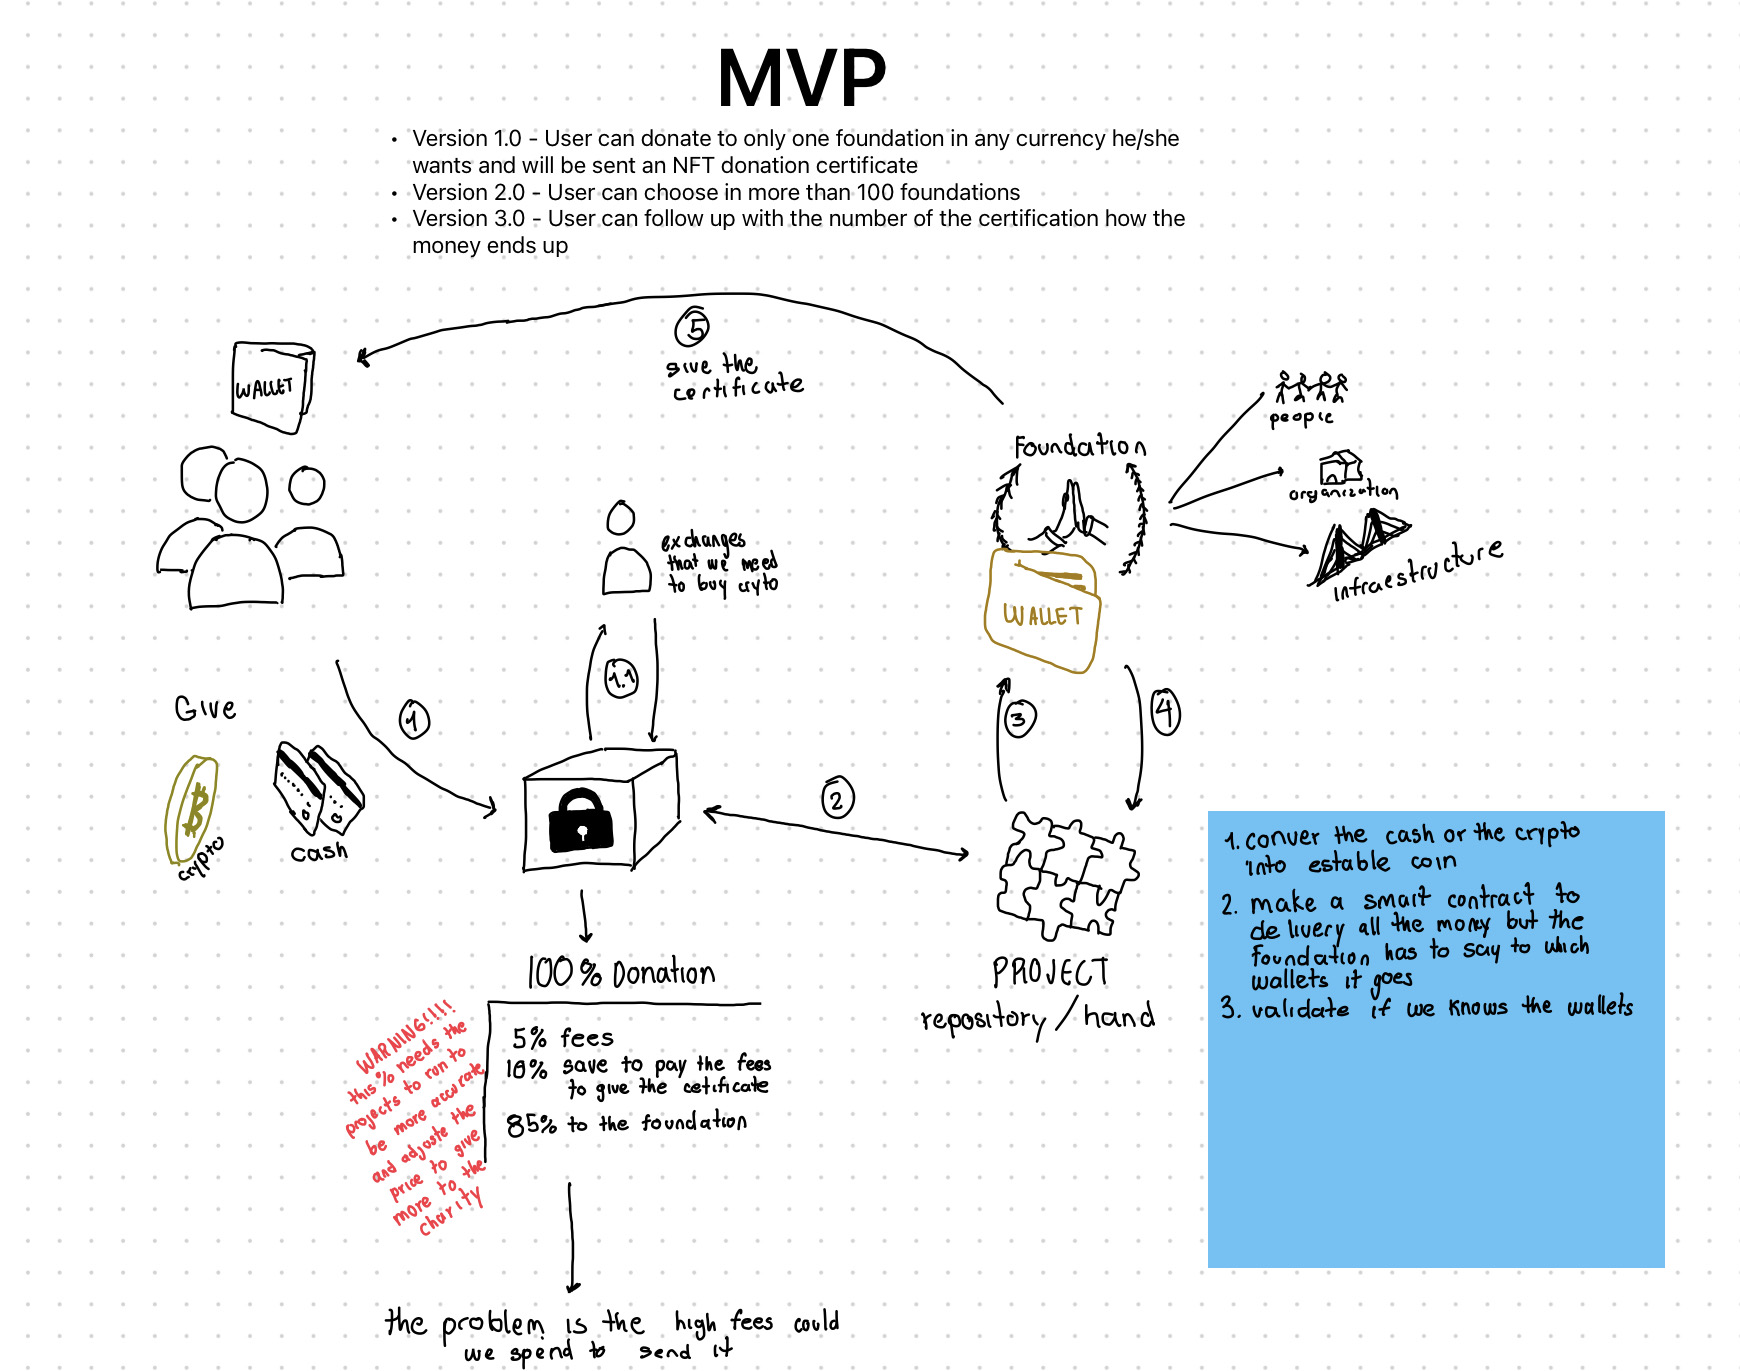 MVP
• Version 1.0 - User can donate to only one foundation in any currency he/she
wants and will be sent an NFT donation certificate
• Version 2.0 - User can choose in more than 100 foundations
• Version 3.0 - User can follow up with the number of the certification how the
money ends up
5
give the
certificate
WALLET
people
Foundation
organization
infraestructure
exchanges
that we need
to buy cryto
WALLET
1.1
Give
1
3
4
crypto
cash
2
1. conver the cash or the crypto
into estable coin
2. make a smart contract to
delivery all the money but the
foundation has to say to which
wallets it goes
3. validate if we knows the wallets
100% Donation
PROJECT
repository/hand
5% fees
10% save to pay the fees
to give the cetificate
85% to the foundation
WARNING!!!!
this % needs the
projects to run to
be more accurate
and adjuste the
price to give
more to the
charity
the problem is the high fees could
we spend to send it